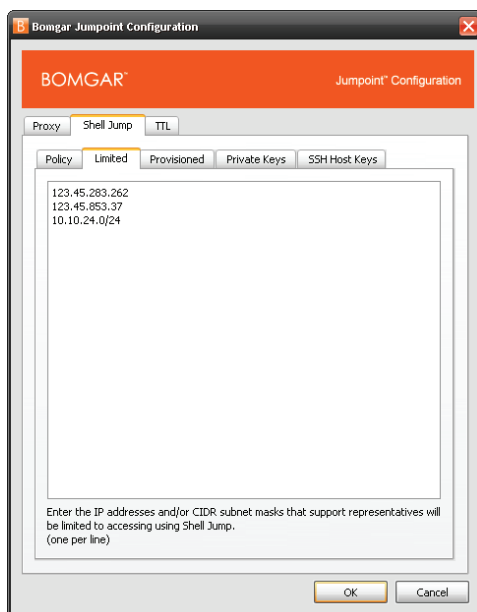 Bomgar Jumpoint Configuration
BOMGAR™
Jumpoint™ Configuration
Proxy
Shell Jump
TTL
Policy
Limited
Provisioned
Private Keys
SSH Host Keys
123.45.283.262
123.45.853.37
10.10.24.0/24
Enter the IP addresses and/or CIDR subnet masks that support representatives will
be limited to accessing using Shell Jump.
(one per line)
OK
Cancel